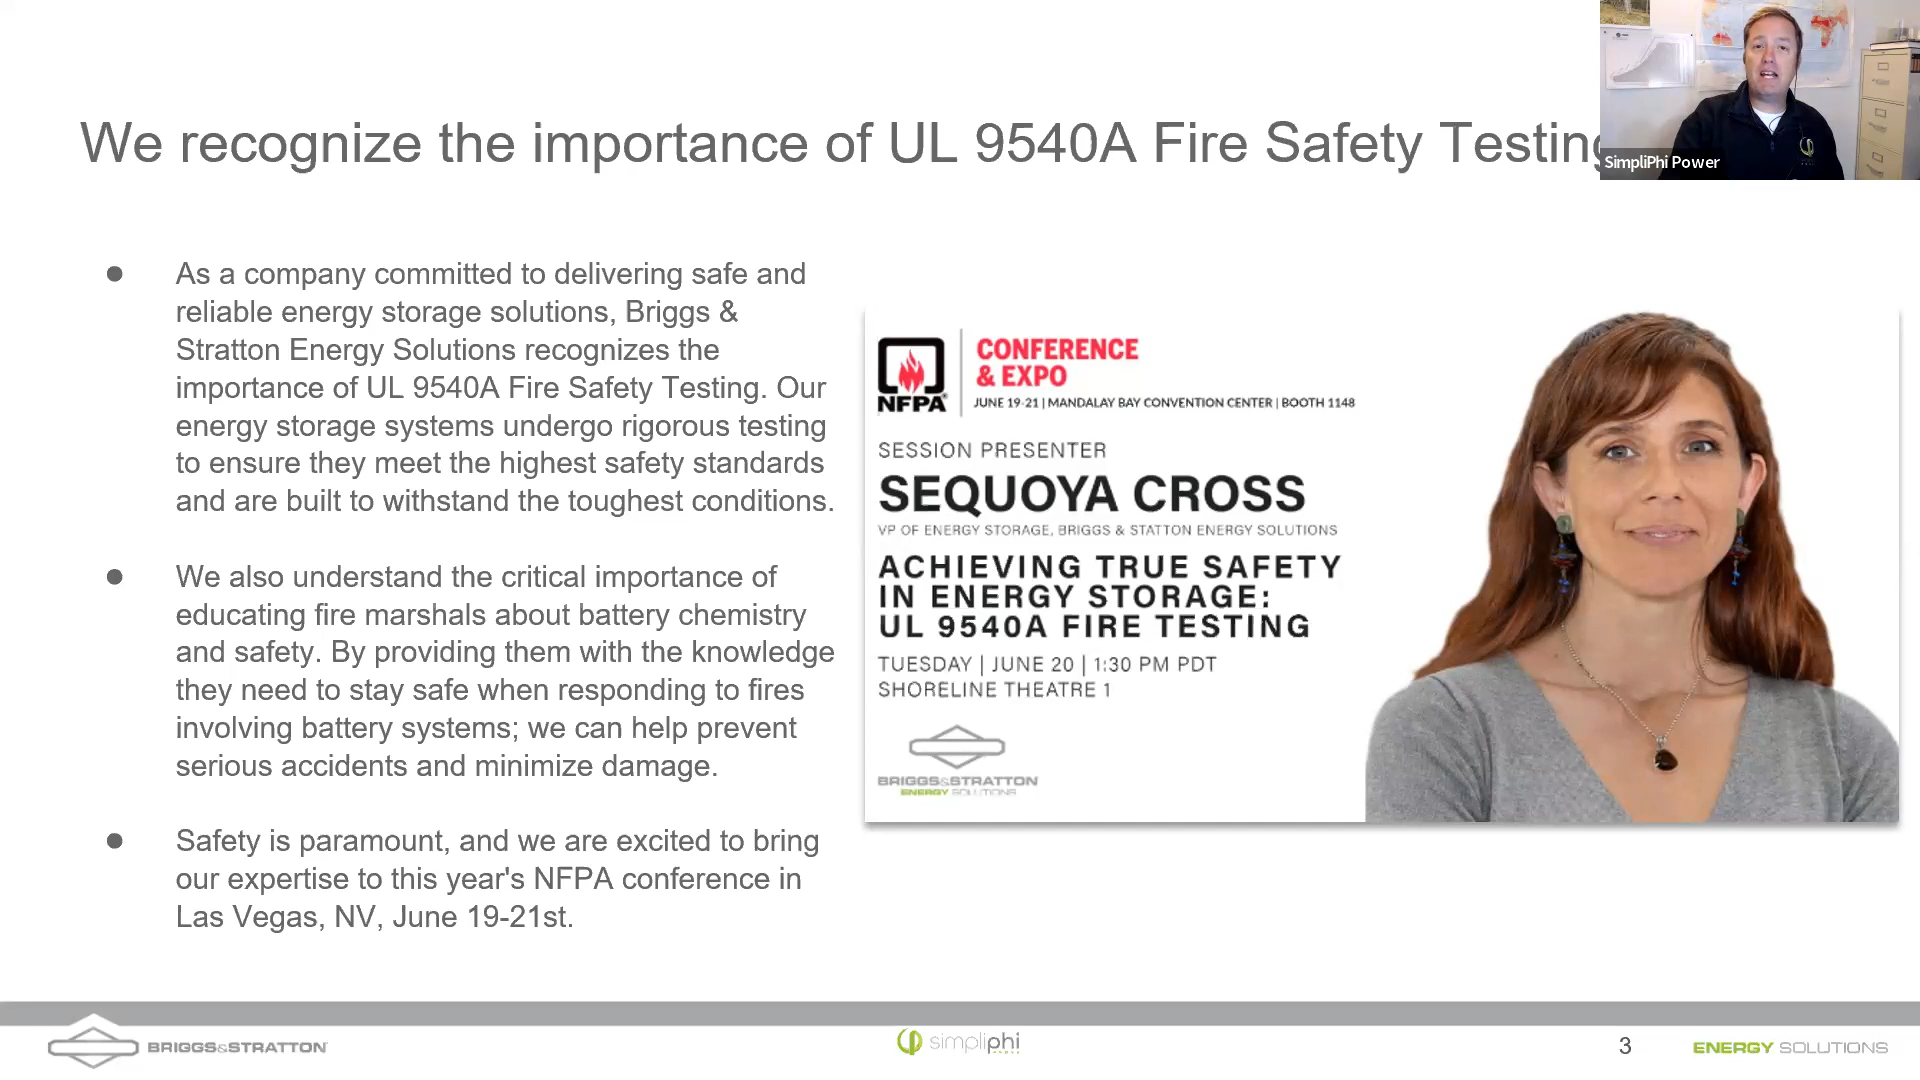 We recognize the importance of UL 9540A Fire Safety Testing
SimpliPhi Power
● As a company committed to delivering safe and
reliable energy storage solutions, Briggs &
Stratton Energy Solutions recognizes the
importance of UL 9540A Fire Safety Testing. Our
energy storage systems undergo rigorous testing
to ensure they meet the highest safety standards
and are built to withstand the toughest conditions.
● We also understand the critical importance of
educating fire marshals about battery chemistry
and safety. By providing them with the knowledge
they need to stay safe when responding to fires
involving battery systems; we can help prevent
serious accidents and minimize damage.
● Safety is paramount, and we are excited to bring
our expertise to this year's NFPA conference in
Las Vegas, NV, June 19-21st.
NFPA®
CONFERENCE
& EXPO
JUNE 19-21 | MANDALAY BAY CONVENTION CENTER | BOOTH 1148
SESSION PRESENTER
SEQUOYA CROSS
VP OF ENERGY STORAGE, BRIGGS & STATTON ENERGY SOLUTIONS
ACHIEVING TRUE SAFETY
IN ENERGY STORAGE:
UL 9540A FIRE TESTING
TUESDAY | JUNE 20 | 1:30 PM PDT
SHORELINE THEATRE 1
BRIGGS&STRATTON
ENERGY SOLUTIONS
BRIGGS&STRATTON
simpliphi
3
ENERGY SOLUTIONS